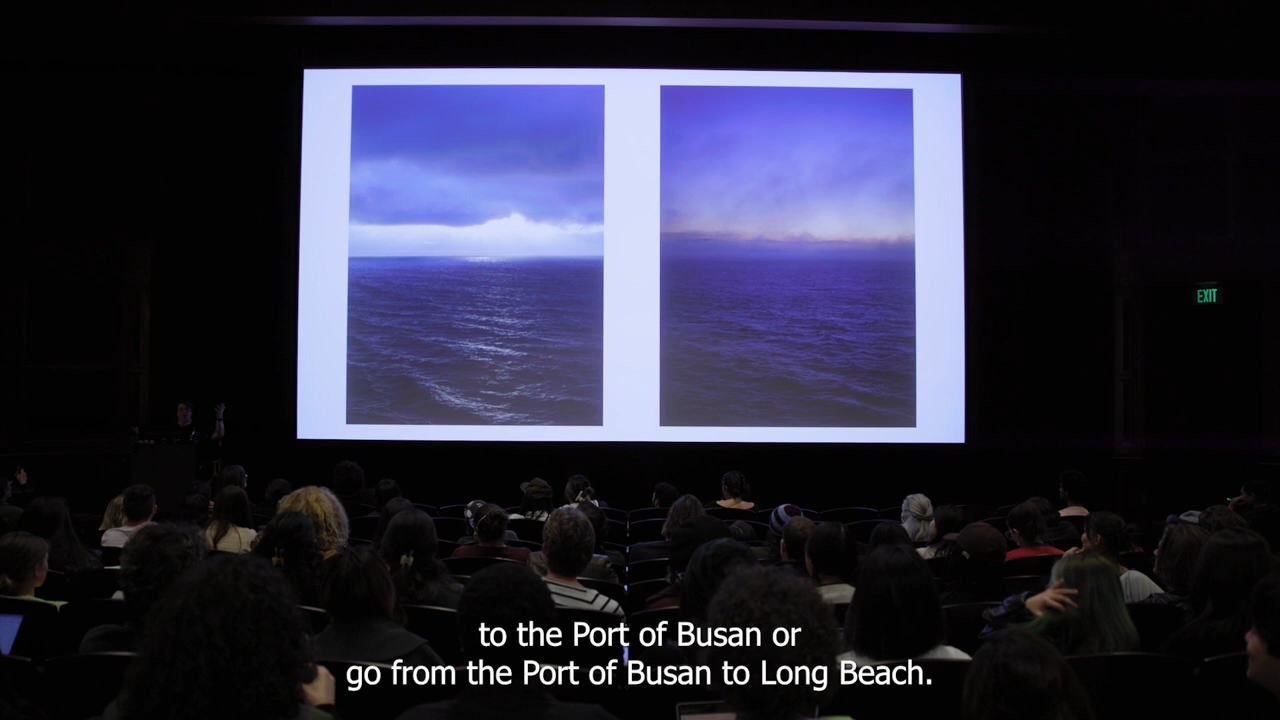 EXIT
to the Port of Busan or
go from the Port of Busan to Long Beach.